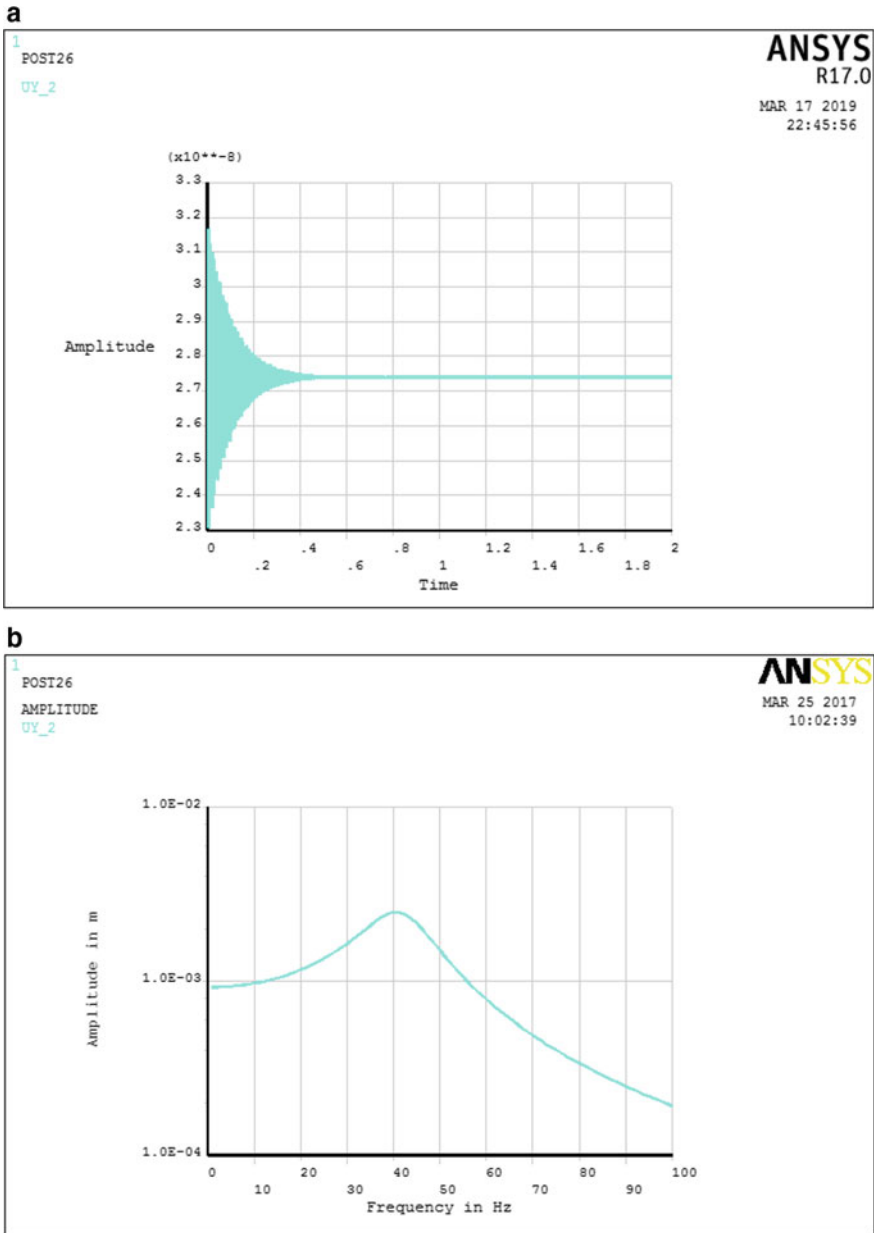 a
1
POST26
UY_2
ANSYS
R17.0
MAR 17 2019
22:45:56
(x10**-8)
3.3
3.2
3.1
3
2.9
2.8
2.7
2.6
2.5
2.4
2.3
Amplitude
0 .4 .8 1.2 1.6 2
.2 .6 1 1.4 1.8
Time
b
1
POST26
AMPLITUDE
UY_2
ANSYS
MAR 25 2017
10:02:39
1.0E-02
1.0E-03
1.0E-04
Amplitude in m
0 20 40 60 80 100
10 30 50 70 90
Frequency in Hz